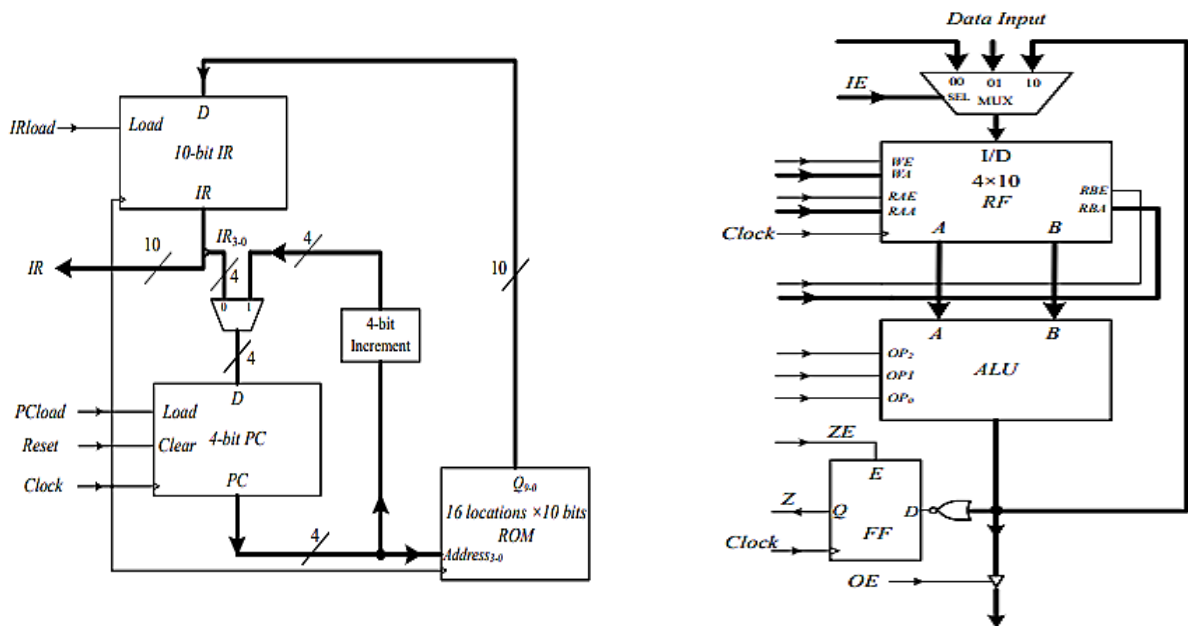 D
IRload
Load
10-bit IR
IR
10
IR
IR3-0
4
4
10
0 1
4-bit
Increment
4
D
PCload
Load
Reset
Clear
4-bit PC
Clock
PC
4
Q9-0
16 locations ×10 bits
ROM
Address3-0
Data Input
00 01 10
IE
SEL
MUX
I/D
4×10
RF
WE
WA
RAE
RAA
RBE
RBA
Clock
A B
A B
ALU
OP2
OP1
OP0
ZE
E
Z
Q
D
FF
Clock
OE